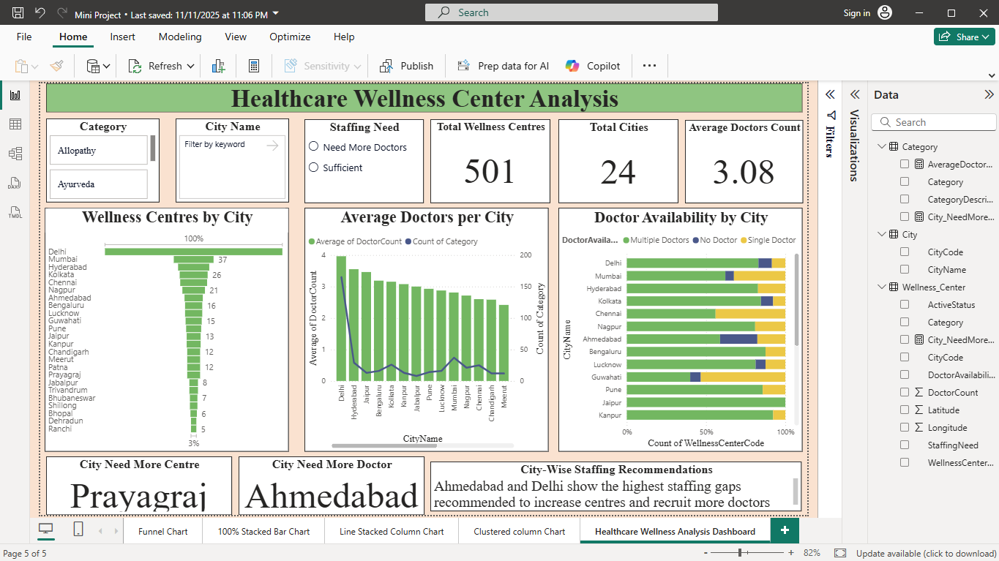 Mini Project • Last saved: 11/11/2025 at 11:06 PM
Search
Sign in
File Home Insert Modeling View Optimize Help
Share
Refresh
Sensitivity
Publish
Prep data for AI
Copilot
Healthcare Wellness Center Analysis
Category
Allopathy
Ayurveda
City Name
Filter by keyword
Staffing Need
Need More Doctors
Sufficient
Total Wellness Centres
501
Total Cities
24
Average Doctors Count
3.08
Wellness Centres by City
100%
Delhi
Mumbai 37
Hyderabad
Kolkata 26
Chennai
Nagpur 21
Ahmedabad
Bengaluru 16
Lucknow
Guwahati 15
Pune
Jaipur 13
Kanpur
Chandigarh 12
Meerut
Patna 12
Prayagraj
Jabalpur 8
Trivandrum
Bhubaneswar 7
Shillong
Bhopal 6
Dehradun
Ranchi 5
3%
Average Doctors per City
Average of DoctorCount Count of Category
Average of DoctorCount
4
3
2
1
0
200
150
100
50
0
Count of Category
Delhi
Hyderabad
Jaipur
Bengaluru
Kolkata
Kanpur
Jabalpur
Pune
Lucknow
Mumbai
Nagpur
Chennai
Chandigarh
Meerut
CityName
Doctor Availability by City
DoctorAvaila... Multiple Doctors No Doctor Single Doctor
CityName
Delhi
Mumbai
Hyderabad
Kolkata
Chennai
Nagpur
Ahmedabad
Bengaluru
Lucknow
Guwahati
Pune
Jaipur
Kanpur
0% 50% 100%
Count of WellnessCenterCode
City Need More Centre
Prayagraj
City Need More Doctor
Ahmedabad
City-Wise Staffing Recommendations
Ahmedabad and Delhi show the highest staffing gaps
recommended to increase centres and recruit more doctors
Filters
Visualizations
Data
Search
Category
AverageDoctor...
Category
CategoryDescri...
City_NeedMore...
City
CityCode
CityName
Wellness_Center
ActiveStatus
Category
City_NeedMore...
CityCode
DoctorAvailabili...
DoctorCount
Latitude
Longitude
StaffingNeed
WellnessCenter...
DAX
TMDL
Funnel Chart
100% Stacked Bar Chart
Line Stacked Column Chart
Clustered column Chart
Healthcare Wellness Analysis Dashboard
Page 5 of 5
82%
Update available (click to download)